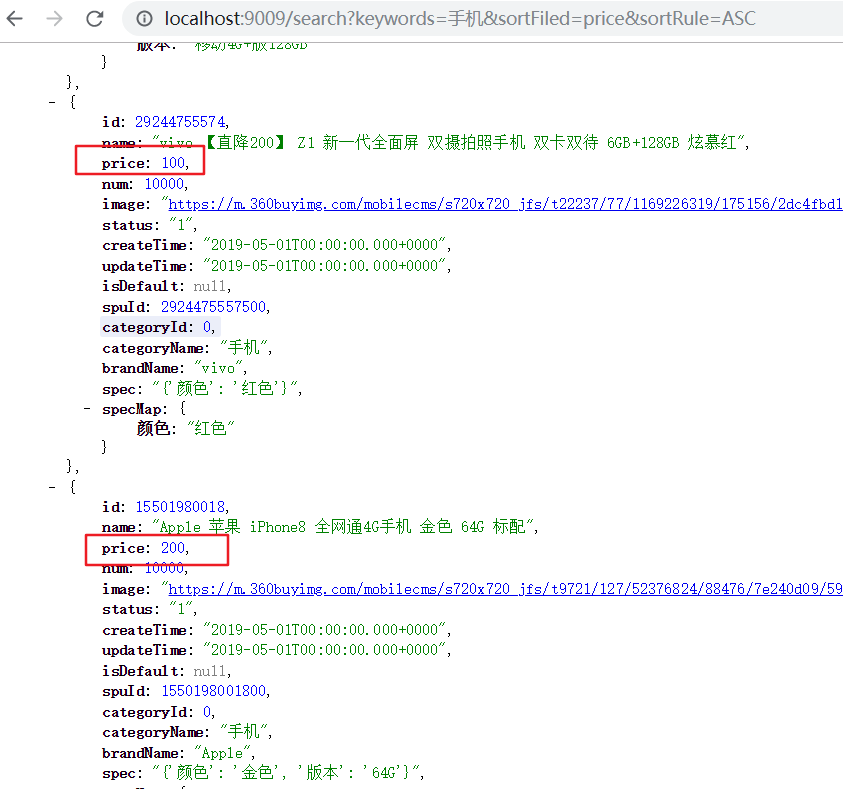 localhost:9009/search?keywords=手机&sortFiled=price&sortRule=ASC
版本: "移动4G+版128GB"
}
},
- {
id: 29244755574,
name: "vivo 【直降200】 Z1 新一代全面屏 双摄拍照手机 双卡双待 6GB+128GB 炫慕红",
price: 100,
num: 10000,
image: "https://m.360buyimg.com/mobilecms/s720x720_jfs/t22237/77/1169226319/175156/2dc4fbd1
status: "1",
createTime: "2019-05-01T00:00:00.000+0000",
updateTime: "2019-05-01T00:00:00.000+0000",
isDefault: null,
spuId: 2924475557500,
categoryId: 0,
categoryName: "手机",
brandName: "vivo",
spec: "{'颜色': '红色'}",
- specMap: {
颜色: "红色"
}
},
- {
id: 15501980018,
name: "Apple 苹果 iPhone8 全网通4G手机 金色 64G 标配",
price: 200,
num: 10000,
image: "https://m.360buyimg.com/mobilecms/s720x720_jfs/t9721/127/52376824/88476/7e240d09/59
status: "1",
createTime: "2019-05-01T00:00:00.000+0000",
updateTime: "2019-05-01T00:00:00.000+0000",
isDefault: null,
spuId: 1550198001800,
categoryId: 0,
categoryName: "手机",
brandName: "Apple",
spec: "{'颜色': '金色', '版本': '64G'}",